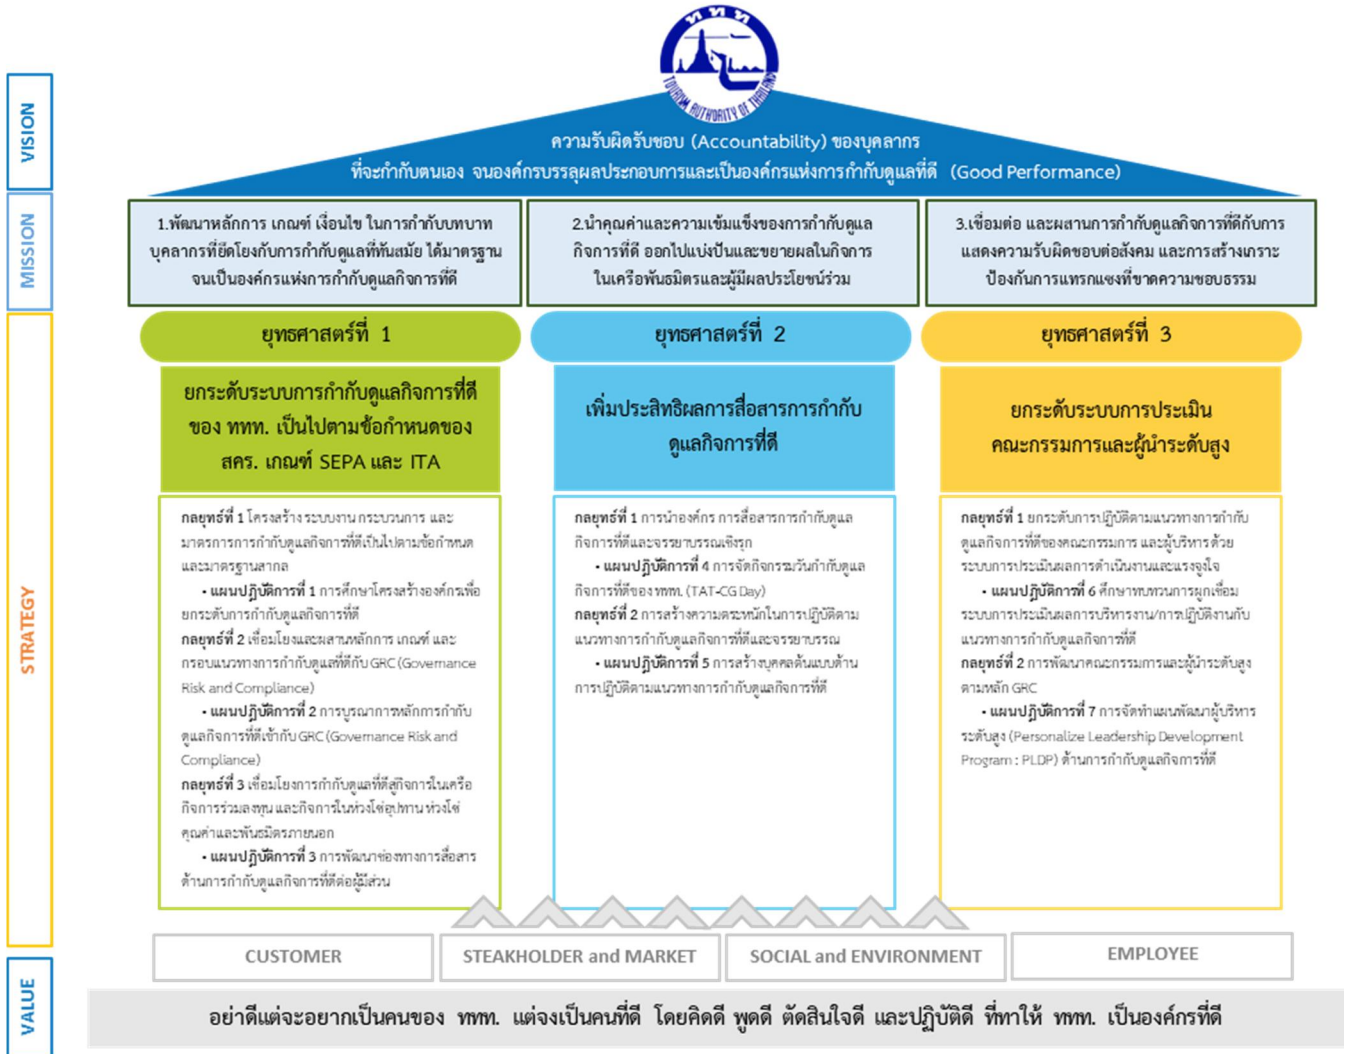 ททท
TOURISM AUTHORITY OF THAILAND
VISION
ความรับผิดรับชอบ (Accountability) ของบุคลากร
ที่จะกำกับตนเอง จนองค์กรบรรลุผลประกอบการและเป็นองค์กรแห่งการกำกับดูแลที่ดี (Good Performance)
MISSION
1.พัฒนาหลักการ เกณฑ์ เงื่อนไข ในการกำกับบทบาท
บุคลากรที่ยึดโยงกับการกำกับดูแลที่ทันสมัย ได้มาตรฐาน
จนเป็นองค์กรแห่งการกำกับดูแลกิจการที่ดี
2.นำคุณค่าและความเข้มแข็งของการกำกับดูแล
กิจการที่ดี ออกไปแบ่งปันและขยายผลในกิจการ
ในเครือพันธมิตรและผู้มีผลประโยชน์ร่วม
3.เชื่อมต่อ และผสานการกำกับดูแลกิจการที่ดีกับการ
แสดงความรับผิดชอบต่อสังคม และการสร้างเกราะ
ป้องกันการแทรกแซงที่ขาดความชอบธรรม
STRATEGY
ยุทธศาสตร์ที่ 1
ยกระดับระบบการกำกับดูแลกิจการที่ดี
ของ ททท. เป็นไปตามข้อกำหนดของ
สคร. เกณฑ์ SEPA และ ITA
กลยุทธ์ที่ 1 โครงสร้าง ระบบงาน กระบวนการ และ
มาตรการการกำกับดูแลกิจการที่ดีเป็นไปตามข้อกำหนด
และมาตรฐานสากล
• แผนปฏิบัติการที่ 1 การศึกษาโครงสร้างองค์กรเพื่อ
ยกระดับการกำกับดูแลกิจการที่ดี
กลยุทธ์ที่ 2 เชื่อมโยงและผสานหลักการ เกณฑ์ และ
กรอบแนวทางการกำกับดูแลที่ดีกับ GRC (Governance
Risk and Compliance)
• แผนปฏิบัติการที่ 2 การบูรณาการหลักการกำกับ
ดูแลกิจการที่ดีเข้ากับ GRC (Governance Risk and
Compliance)
กลยุทธ์ที่ 3 เชื่อมโยงการกำกับดูแลที่ดีสู่กิจการในเครือ
กิจการร่วมลงทุน และกิจการในห่วงโซ่อุปทาน ห่วงโซ่
คุณค่าและพันธมิตรภายนอก
• แผนปฏิบัติการที่ 3 การพัฒนาช่องทางการสื่อสาร
ด้านการกำกับดูแลกิจการที่ดีต่อผู้มีส่วน
ยุทธศาสตร์ที่ 2
เพิ่มประสิทธิผลการสื่อสารการกำกับ
ดูแลกิจการที่ดี
กลยุทธ์ที่ 1 การนำองค์กร การสื่อสารการกำกับดูแล
กิจการที่ดีและจรรยาบรรณเชิงรุก
• แผนปฏิบัติการที่ 4 การจัดกิจกรรมวันกำกับดูแล
กิจการที่ดีของ ททท. (TAT-CG Day)
กลยุทธ์ที่ 2 การสร้างความตระหนักในการปฏิบัติตาม
แนวทางการกำกับดูแลกิจการที่ดีและจรรยาบรรณ
• แผนปฏิบัติการที่ 5 การสร้างบุคคลต้นแบบด้าน
การปฏิบัติตามแนวทางการกำกับดูแลกิจการที่ดี
ยุทธศาสตร์ที่ 3
ยกระดับระบบการประเมิน
คณะกรรมการและผู้นำระดับสูง
กลยุทธ์ที่ 1 ยกระดับการปฏิบัติตามแนวทางการกำกับ
ดูแลกิจการที่ดีของคณะกรรมการ และผู้บริหาร ด้วย
ระบบการประเมินผลการดำเนินงานและแรงจูงใจ
• แผนปฏิบัติการที่ 6 ศึกษาทบทวนการผูกเชื่อม
ระบบการประเมินผลการบริหารงาน/การปฏิบัติงานกับ
แนวทางการกำกับดูแลกิจการที่ดี
กลยุทธ์ที่ 2 การพัฒนาคณะกรรมการและผู้นำระดับสูง
ตามหลัก GRC
• แผนปฏิบัติการที่ 7 การจัดทำแผนพัฒนาผู้บริหาร
ระดับสูง (Personalize Leadership Development
Program : PLDP) ด้านการกำกับดูแลกิจการที่ดี
CUSTOMER
STEAKHOLDER and MARKET
SOCIAL and ENVIRONMENT
EMPLOYEE
VALUE
อย่าดีแต่จะอยากเป็นคนของ ททท. แต่จงเป็นคนที่ดี โดยคิดดี พูดดี ตัดสินใจดี และปฏิบัติดี ที่ทาให้ ททท. เป็นองค์กรที่ดี